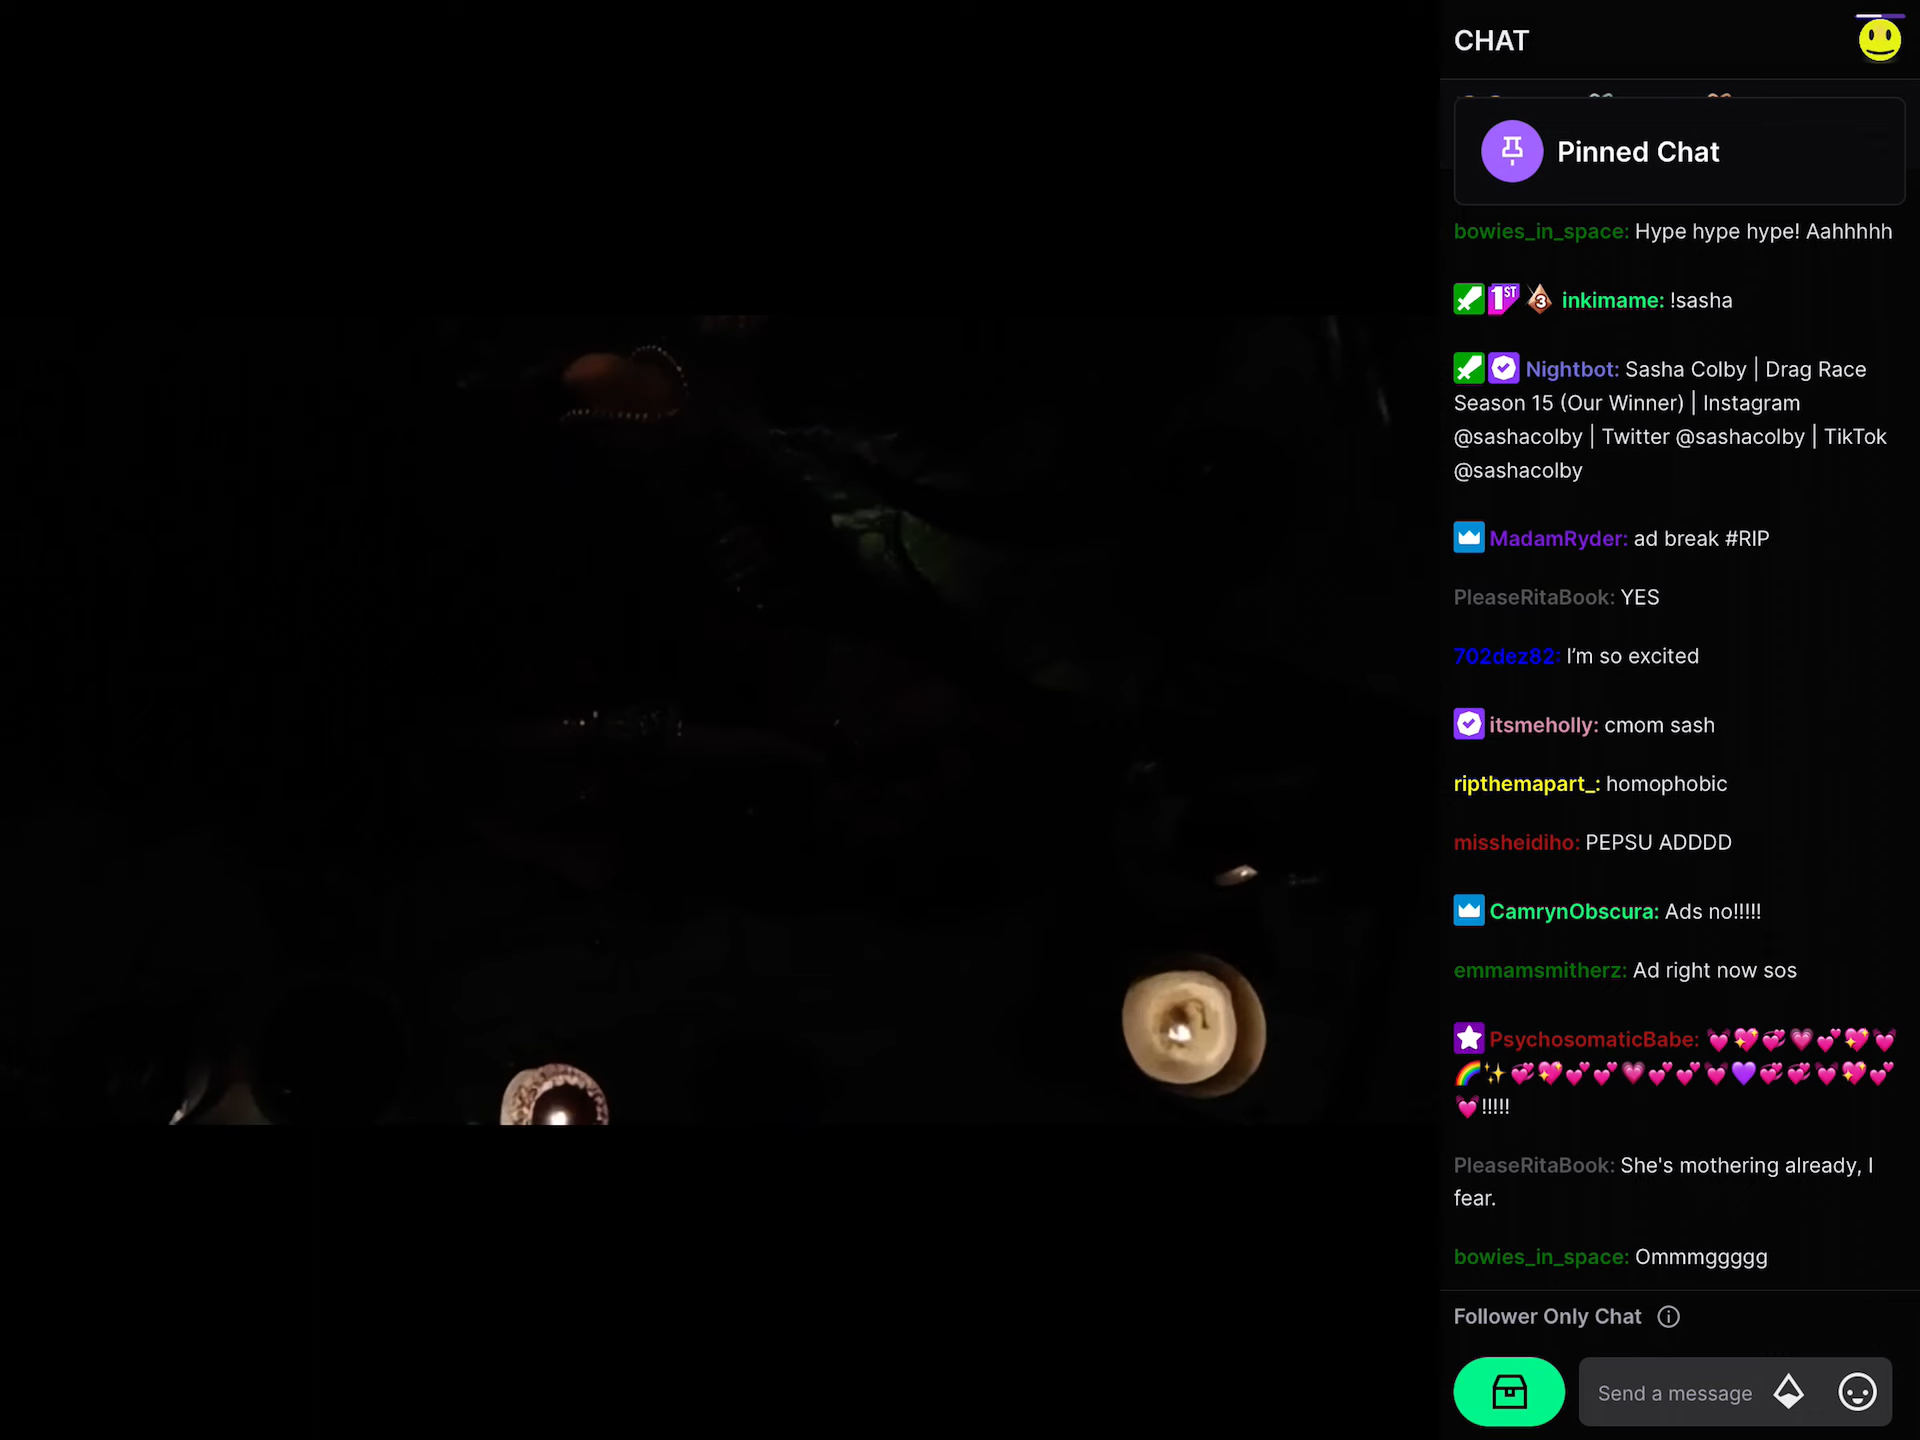 CHAT
Pinned Chat
bowies_in_space: Hype hype hype! Aahhhhh
1ST 3 inkimame: !sasha
Nightbot: Sasha Colby | Drag Race
Season 15 (Our Winner) | Instagram
@sashacolby | Twitter @sashacolby | TikTok
@sashacolby
MadamRyder: ad break #RIP
PleaseRitaBook: YES
702dez82: I’m so excited
itsmeholly: cmom sash
ripthemapart_: homophobic
missheidiho: PEPSU ADDDD
CamrynObscura: Ads no!!!!!
emmamsmitherz: Ad right now sos
PsychosomaticBabe: 💓💖💞💗💕💖💓
🌈✨💞💖💕💕💗💕💕💓💜💞💞💓💖💕
💓!!!!!
PleaseRitaBook: She's mothering already, I
fear.
bowies_in_space: Ommmggggg
Follower Only Chat
Send a message